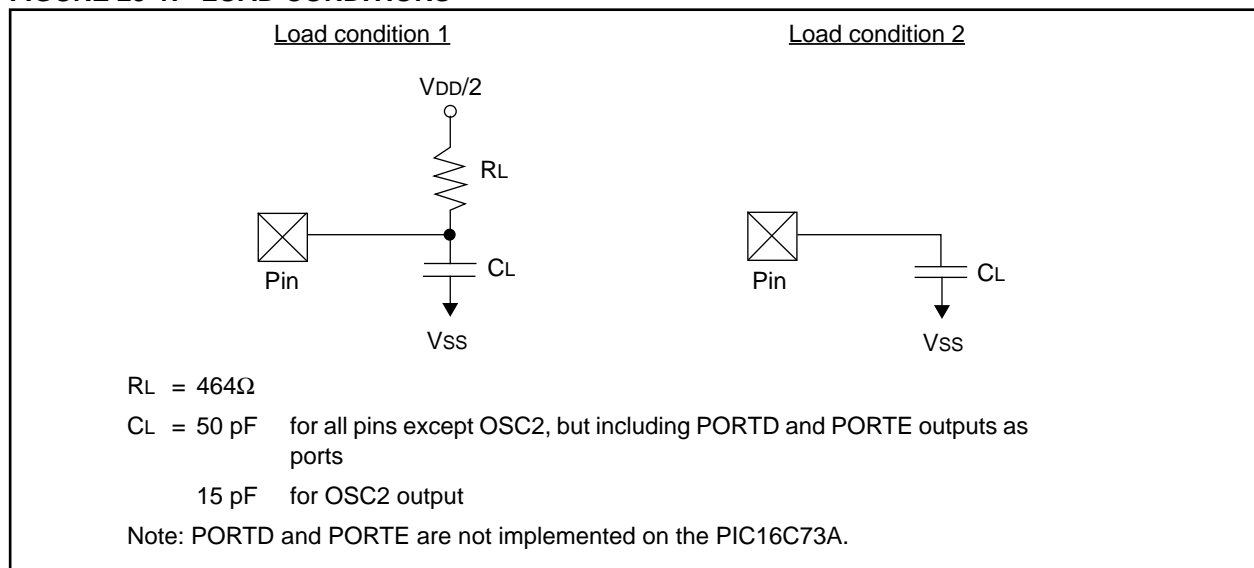 FIGURE LOAD CONDITIONS
Load condition 1
Load condition 2
VDD/2
RL
Pin
CL
VSS
Pin
CL
VSS
RL = 464Ω
CL = 50 pF for all pins except OSC2, but including PORTD and PORTE outputs as
ports
15 pF for OSC2 output
Note: PORTD and PORTE are not implemented on the PIC16C73A.